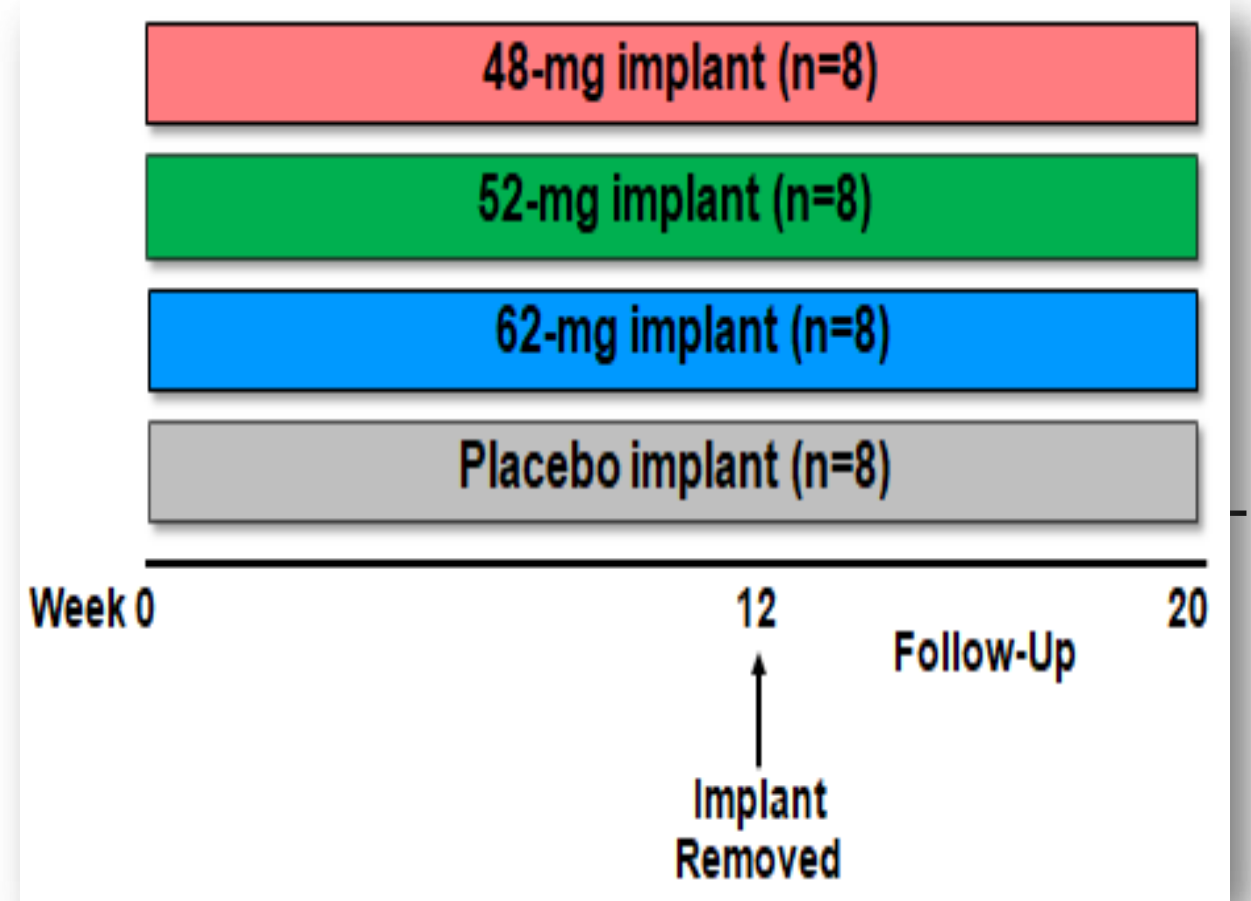 48-mg implant (n=8)
52-mg implant (n=8)
62-mg implant (n=8)
Placebo implant (n=8)
Week 0 12 20
Follow-Up
Implant
Removed